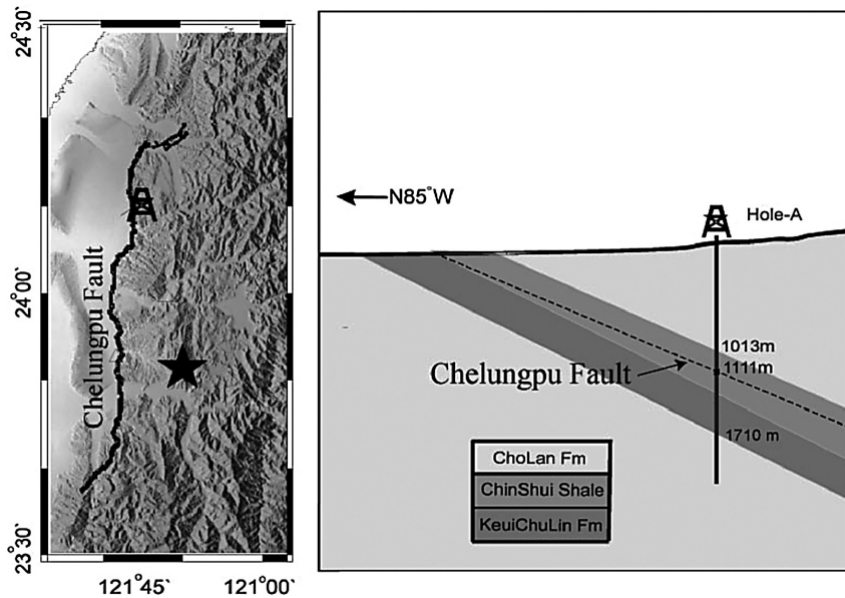 24°30'
24°00'
23°30'
Chelungpu Fault
121°45'
121°00'
N85°W
Hole-A
1013m
1111m
Chelungpu Fault
1710 m
ChoLan Fm
ChinShui Shale
KeuiChuLin Fm